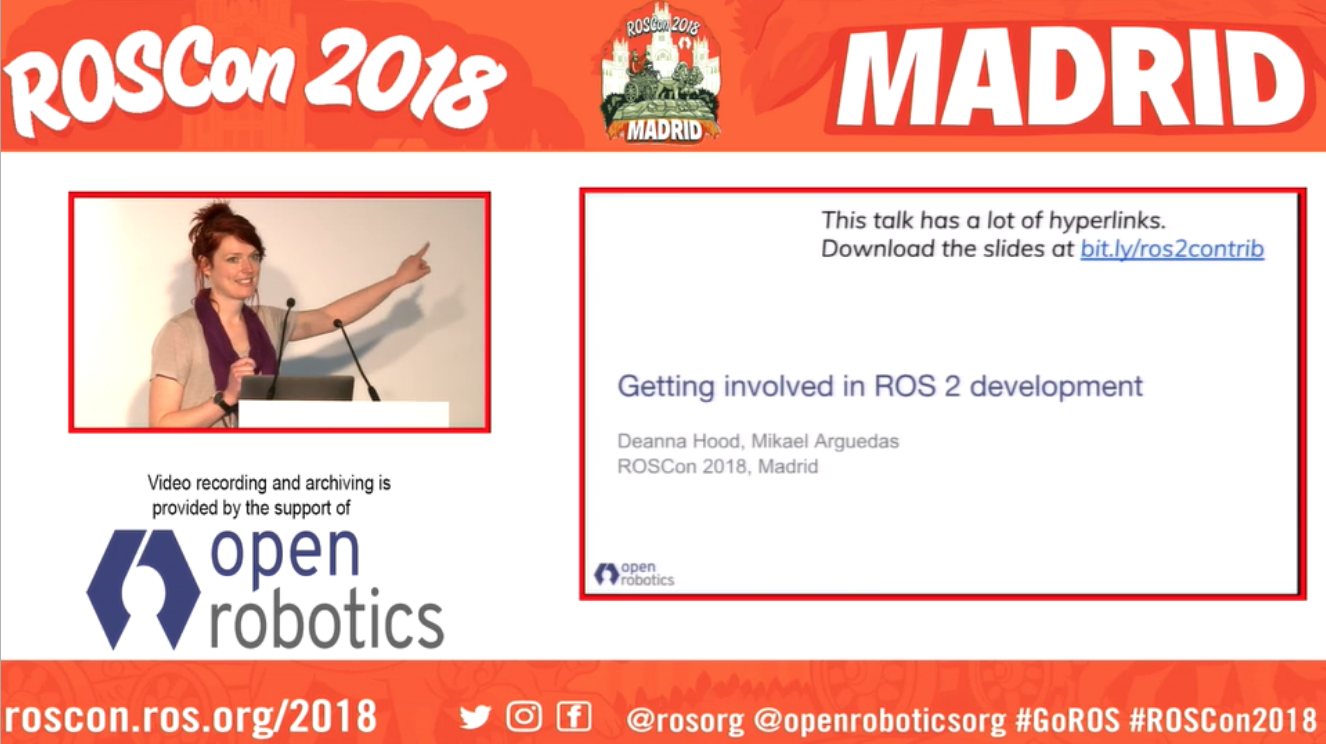 ROSCon 2018
ROSCon 2018
MADRID
MADRID
This talk has a lot of hyperlinks.
Download the slides at bit.ly/ros2contrib
Getting involved in ROS 2 development
Deanna Hood, Mikael Arguedas
ROSCon 2018, Madrid
open
robotics
Video recording and archiving is
provided by the support of
open
robotics
roscon.ros.org/2018
@rosorg @openroboticsorg #GoROS #ROSCon2018